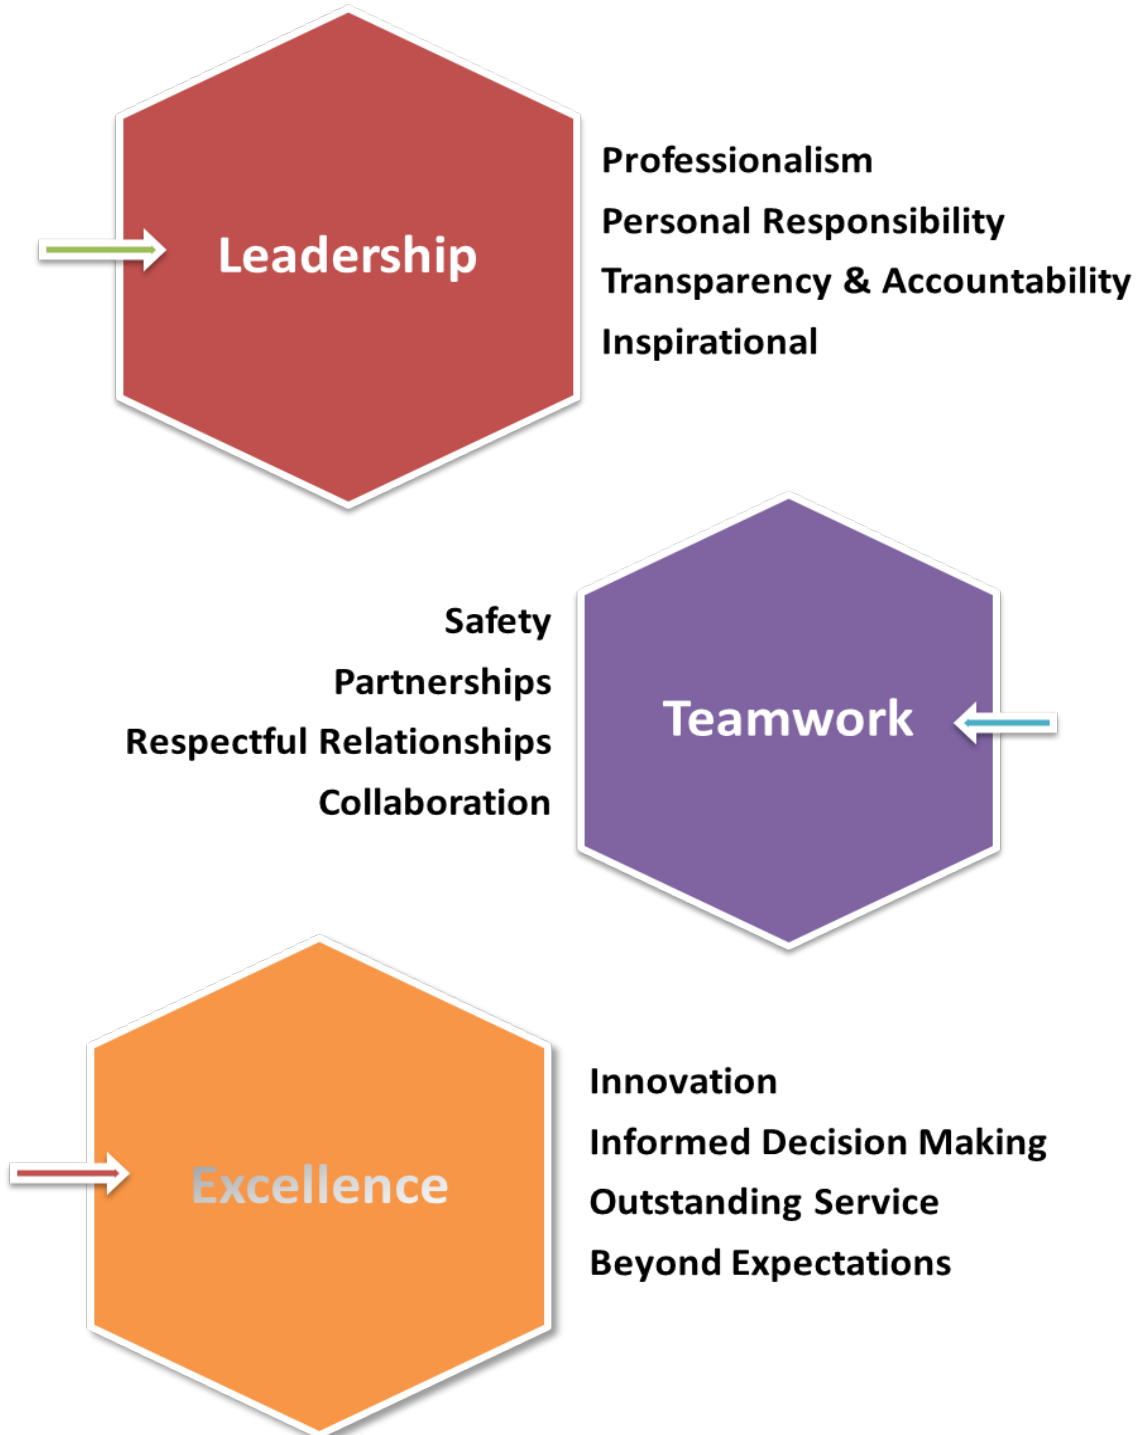 Leadership
Professionalism
Personal Responsibility
Transparency & Accountability
Inspirational
Safety
Partnerships
Respectful Relationships
Collaboration
Teamwork
Excellence
Innovation
Informed Decision Making
Outstanding Service
Beyond Expectations